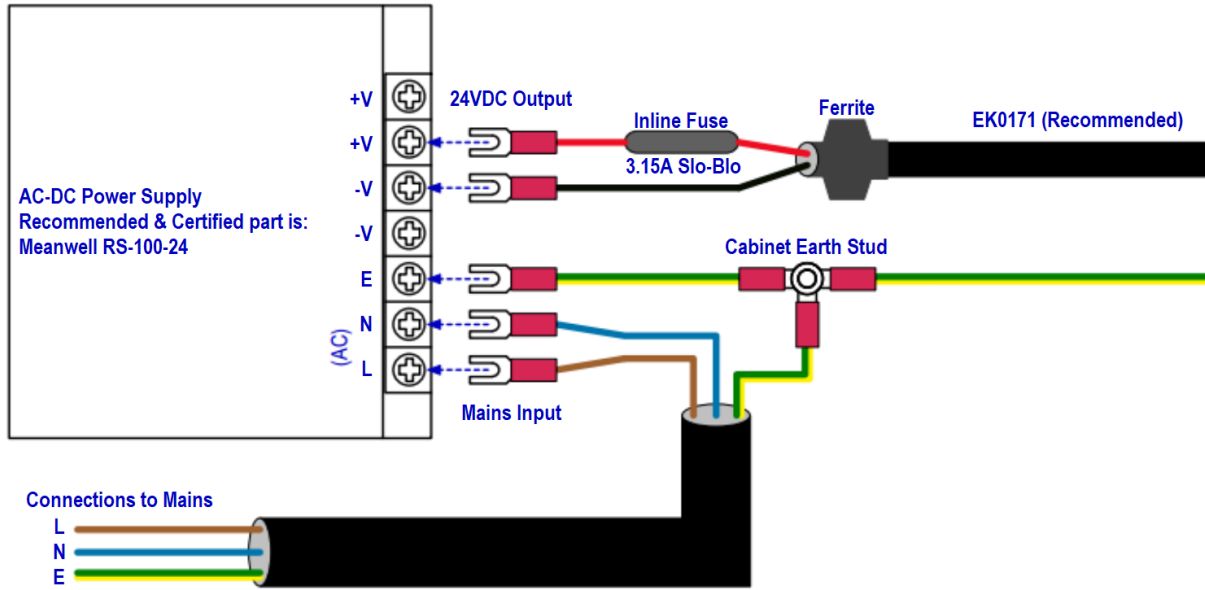 +V
24VDC Output
Ferrite
Inline Fuse
EK0171 (Recommended)
+V
3.15A Slo-Blo
AC-DC Power Supply
Recommended & Certified part is:
Meanwell RS-100-24
-V
-V
Cabinet Earth Stud
E
N
(AC)
L
Mains Input
Connections to Mains
L
N
E